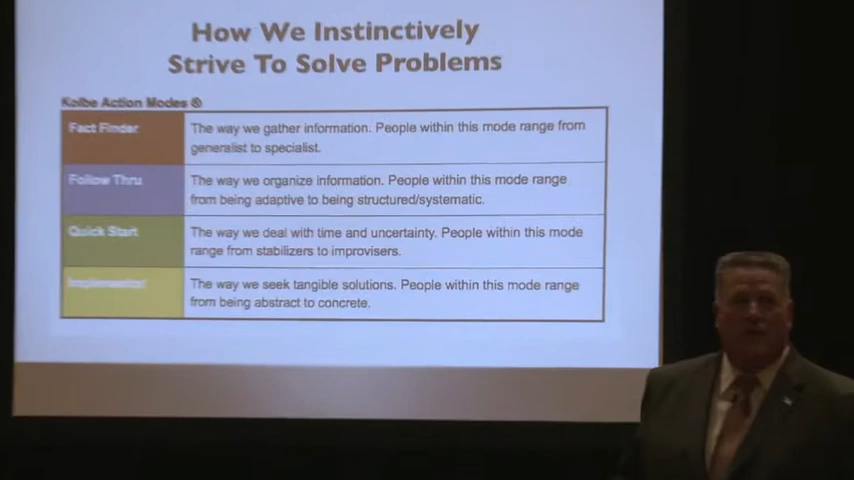 How We Instinctively
Strive To Solve Problems
Kolbe Action Modes ®
Fact Finder
The way we gather information. People within this mode range from
generalist to specialist.
Follow Thru
The way we organize information. People within this mode range
from being adaptive to being structured/systematic.
Quick Start
The way we deal with time and uncertainty. People within this mode
range from stabilizers to improvisers.
Implementor
The way we seek tangible solutions. People within this mode range
from being abstract to concrete.